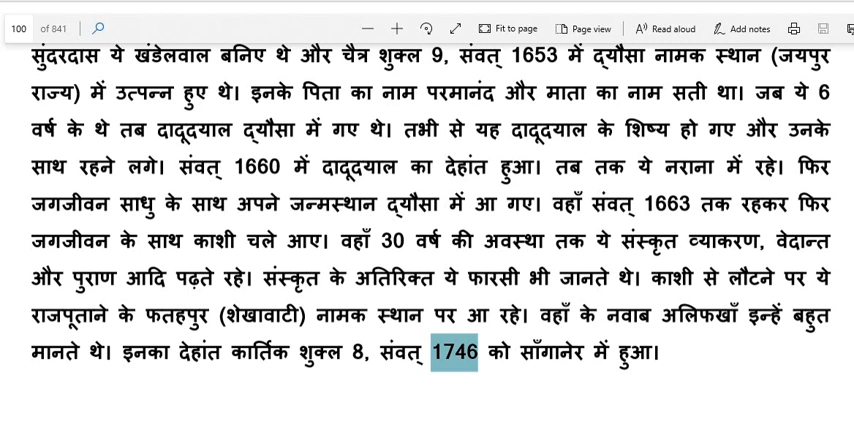 100 of 841 Fit to page Page view Read aloud Add notes
सुंदरदास ये खंडेलवाल बनिए थे और चैत्र शुक्ल 9, संवत् 1653 में द्यौसा नामक स्थान (जयपुर
राज्य) में उत्पन्न हुए थे। इनके पिता का नाम परमानंद और माता का नाम सती था। जब ये 6
वर्ष के थे तब दादूदयाल द्यौसा में गए थे। तभी से यह दादूदयाल के शिष्य हो गए और उनके
साथ रहने लगे। संवत् 1660 में दादूदयाल का देहांत हुआ। तब तक ये नराना में रहे। फिर
जगजीवन साधु के साथ अपने जन्मस्थान द्यौसा में आ गए। वहाँ संवत् 1663 तक रहकर फिर
जगजीवन के साथ काशी चले आए। वहाँ 30 वर्ष की अवस्था तक ये संस्कृत व्याकरण, वेदान्त
और पुराण आदि पढ़ते रहे। संस्कृत के अतिरिक्त ये फारसी भी जानते थे। काशी से लौटने पर ये
राजपूताने के फतहपुर (शेखावाटी) नामक स्थान पर आ रहे। वहाँ के नवाब अलिफखाँ इन्हें बहुत
मानते थे। इनका देहांत कार्तिक शुक्ल 8, संवत् 1746 को साँगानेर में हुआ।